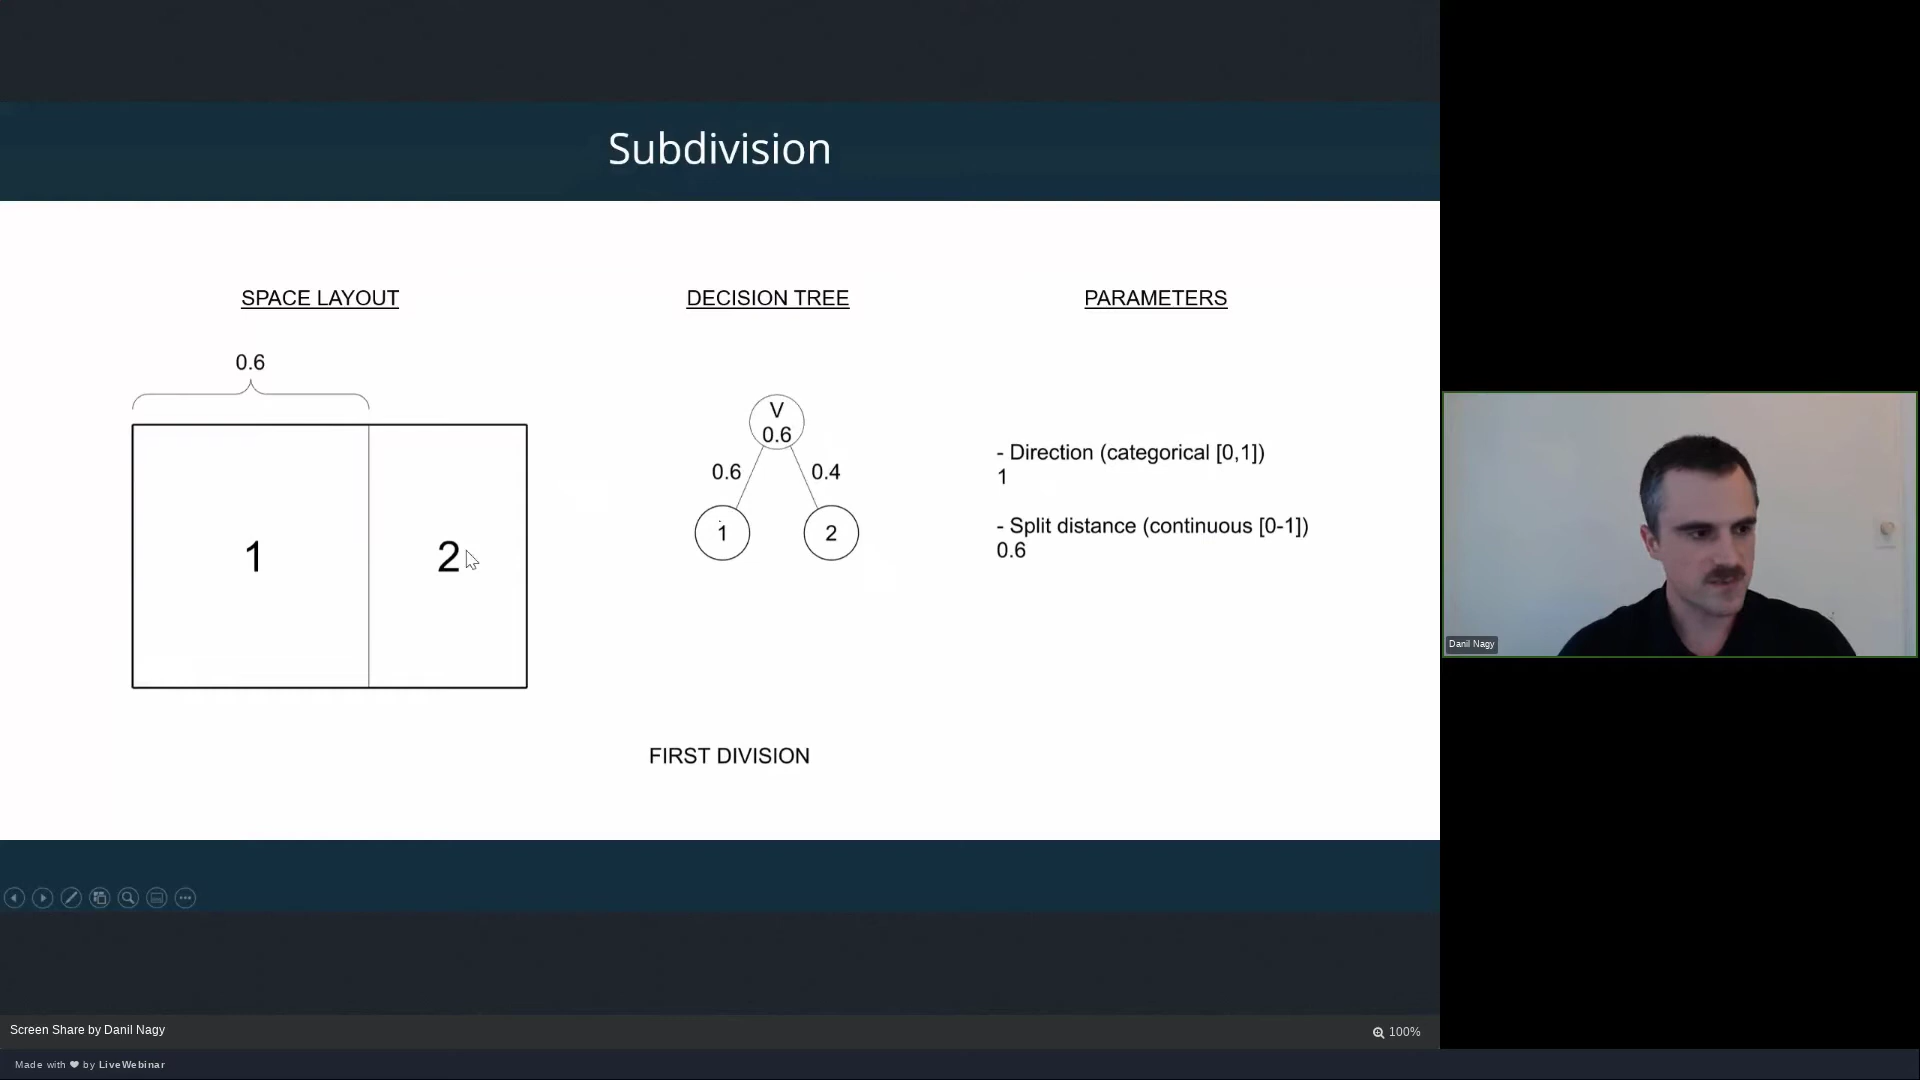 Subdivision
SPACE LAYOUT
DECISION TREE
PARAMETERS
0.6
1
2
V
0.6
0.6
0.4
1
2
- Direction (categorical [0,1])
1
- Split distance (continuous [0-1])
0.6
FIRST DIVISION
Danil Nagy
Screen Share by Danil Nagy
100%
Made with ❤ by LiveWebinar